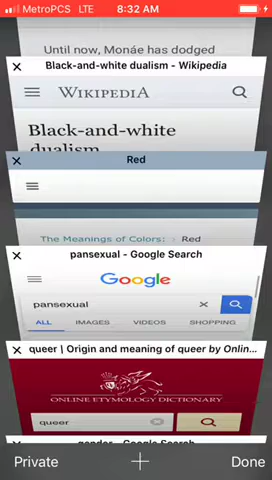 MetroPCS LTE 8:32 AM
Until now, Monáe has dodged
× Black-and-white dualism - Wikipedia
WIKIPEDIA
Black-and-white
dualism
× Red
The Meanings of Colors: › Red
× pansexual - Google Search
Google
pansexual ×
ALL IMAGES VIDEOS SHOPPING
× queer | Origin and meaning of queer by Onlin...
ONLINE ETYMOLOGY DICTIONARY
queer
× gender - Google Search
Private + Done